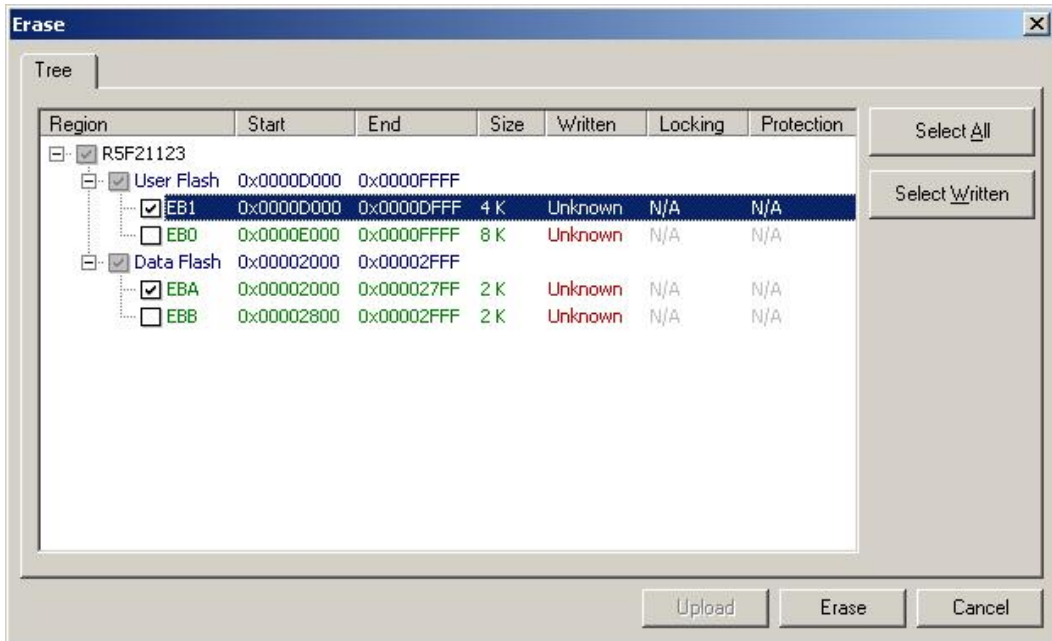 Erase
Tree
Region Start End Size Written Locking Protection
R5F21123
User Flash 0x0000D000 0x0000FFFF
EB1 0x0000D000 0x0000DFFF 4 K Unknown N/A N/A
EB0 0x0000E000 0x0000FFFF 8 K Unknown N/A N/A
Data Flash 0x00002000 0x00002FFF
EBA 0x00002000 0x000027FF 2 K Unknown N/A N/A
EBB 0x00002800 0x00002FFF 2 K Unknown N/A N/A
Select All
Select Written
Upload Erase Cancel